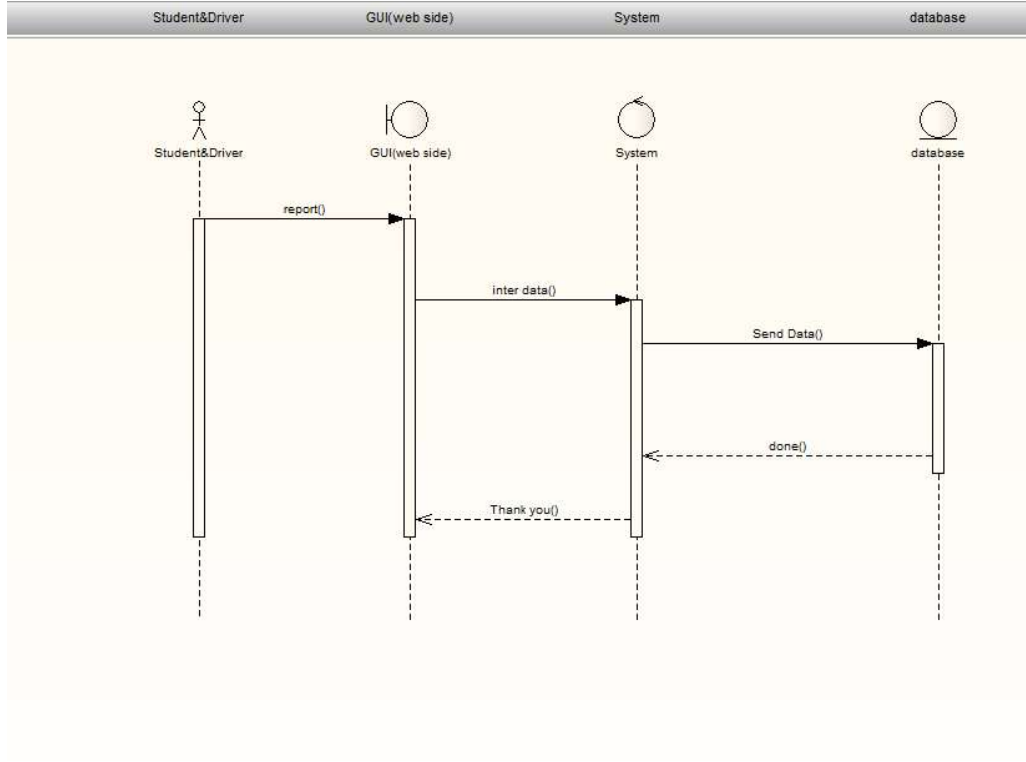 Student&Driver
GUI(web side)
System
database
Student&Driver
GUI(web side)
System
database
report()
inter data()
Send Data()
done()
Thank you()